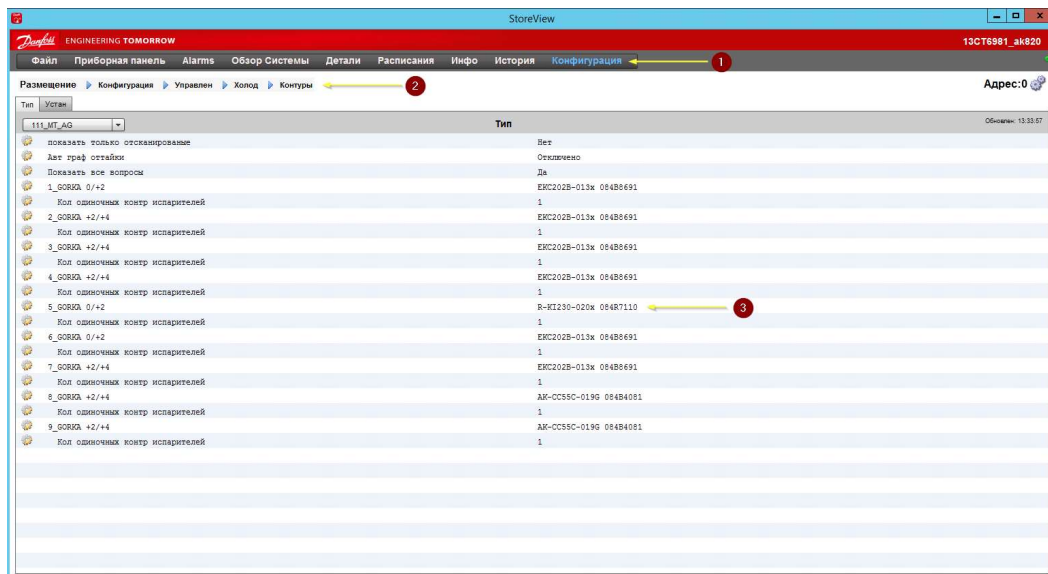 StoreView
Danfoss ENGINEERING TOMORROW 13CT6981_ak820
Файл Приборная панель Alarms Обзор Системы Детали Расписания Инфо История Конфигурация 1
Размещение Конфигурация Управлен Холод Контуры 2 Адрес:0
Тип Устан
111_MT_AG Тип Обновлен: 13:33:57
показать только отсканированые Нет
Авт граф оттайки Отключено
Показать все вопросы Да
1_GORKA 0/+2 EKC202B-013x 084B8691
Кол одиночных контр испарителей 1
2_GORKA +2/+4 EKC202B-013x 084B8691
Кол одиночных контр испарителей 1
3_GORKA +2/+4 EKC202B-013x 084B8691
Кол одиночных контр испарителей 1
4_GORKA +2/+4 EKC202B-013x 084B8691
Кол одиночных контр испарителей 1
5_GORKA 0/+2 R-KI230-020x 084R7110 3
Кол одиночных контр испарителей 1
6_GORKA 0/+2 EKC202B-013x 084B8691
Кол одиночных контр испарителей 1
7_GORKA +2/+4 EKC202B-013x 084B8691
Кол одиночных контр испарителей 1
8_GORKA +2/+4 AK-CC55C-019G 084B4081
Кол одиночных контр испарителей 1
9_GORKA +2/+4 AK-CC55C-019G 084B4081
Кол одиночных контр испарителей 1